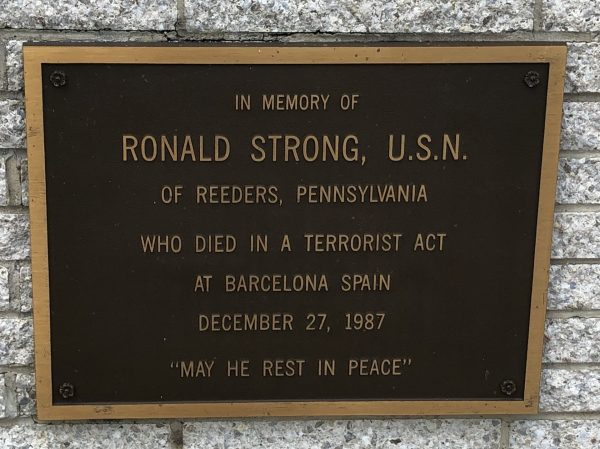 IN MEMORY OF
RONALD STRONG, U.S.N.
OF REEDERS, PENNSYLVANIA
WHO DIED IN A TERRORIST ACT
AT BARCELONA SPAIN
DECEMBER 27, 1987
"MAY HE REST IN PEACE"